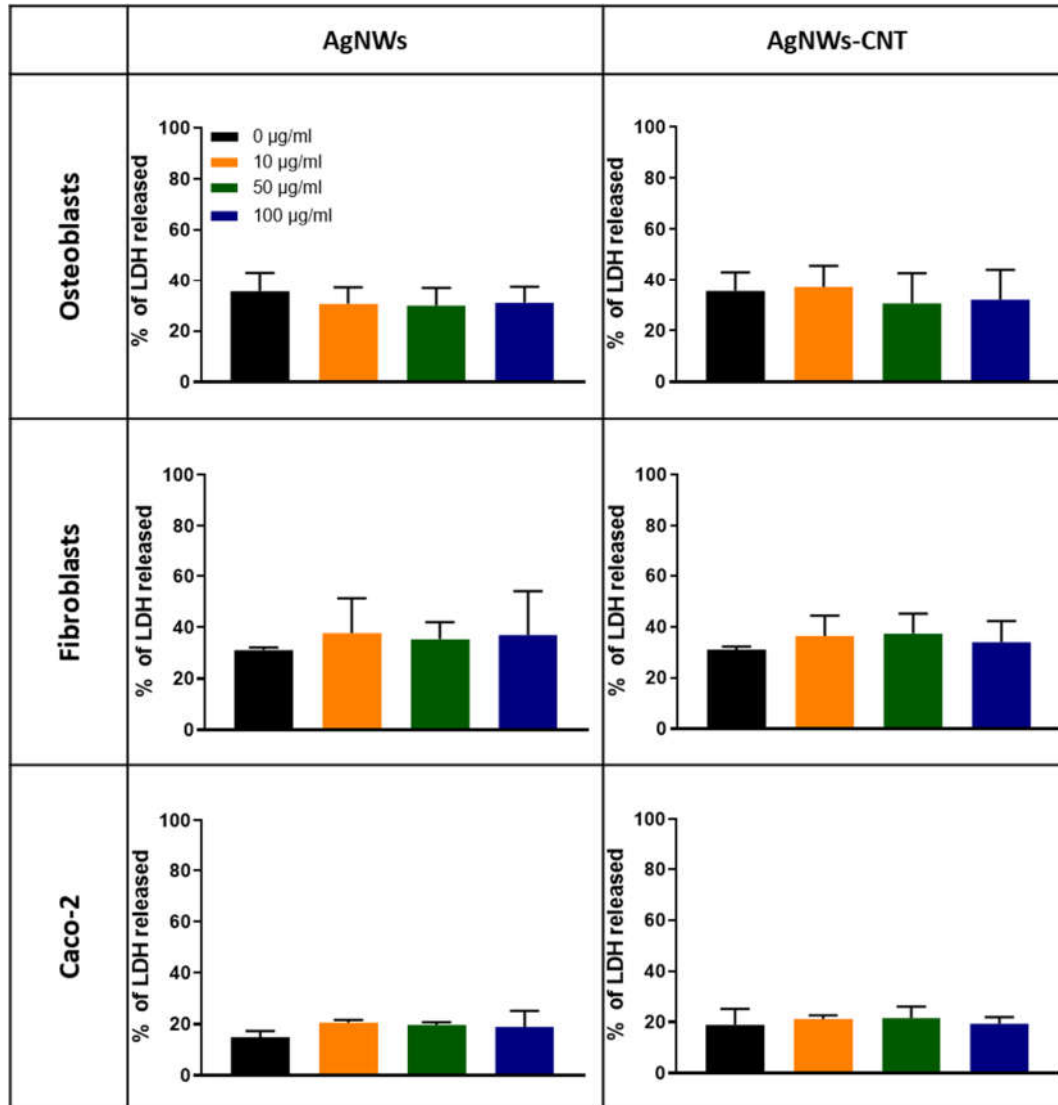 AgNWs
AgNWs-CNT
Osteoblasts
% of LDH released
100
80
60
40
20
0
0 µg/ml
10 µg/ml
50 µg/ml
100 µg/ml
% of LDH released
100
80
60
40
20
0
Fibroblasts
% of LDH released
100
80
60
40
20
0
% of LDH released
100
80
60
40
20
0
Caco-2
% of LDH released
100
80
60
40
20
0
% of LDH released
100
80
60
40
20
0